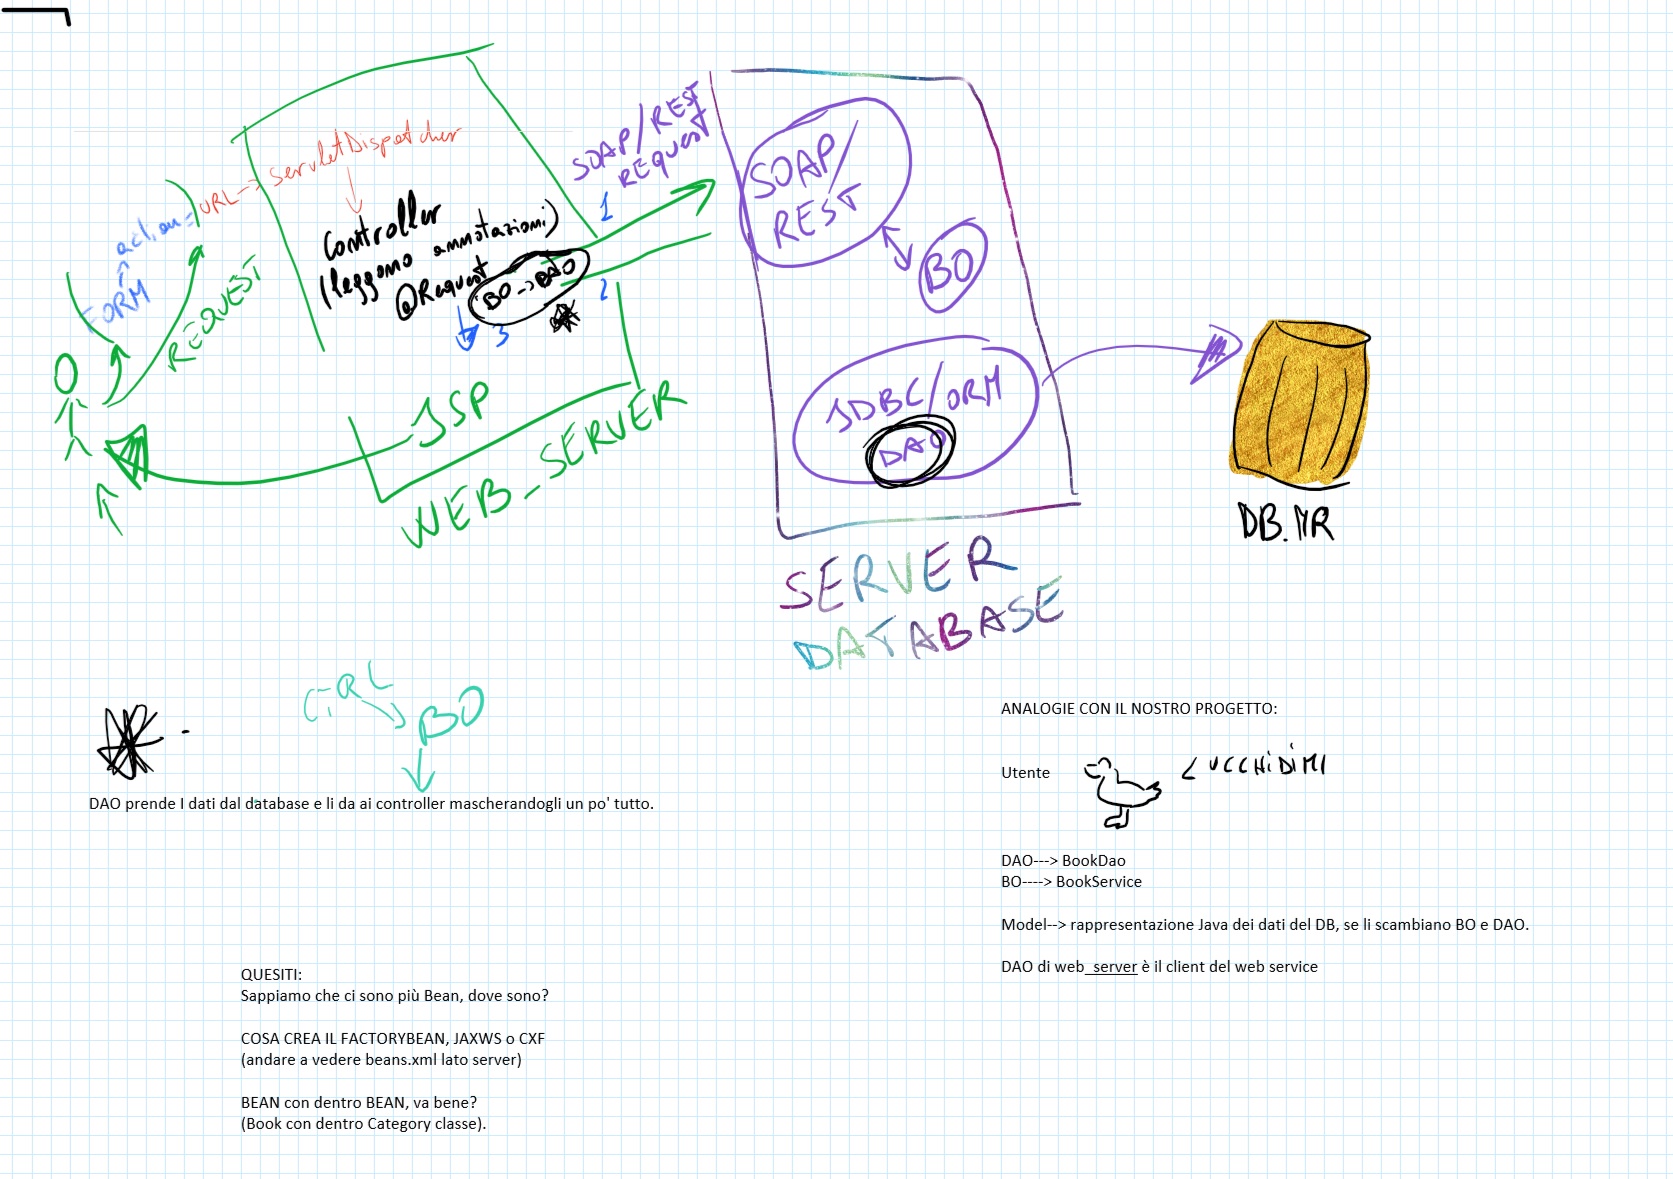 URL-->
ServletDispatcher
FORM
action=
REQUEST
Controller
(leggono annotazioni)
@Request
BO->DAO
1
2
3
JSP
WEB_SERVER
SOAP/REST
REQUEST
SOAP/
REST
BO
JDBC/ORM
DAO
SERVER
DATABASE
DB.MR
CTRL
BO
DAO prende I dati dal database e li da ai controller mascherandogli un po' tutto.
ANALOGIE CON IL NOSTRO PROGETTO:
Utente
DAO---> BookDao
BO----> BookService
Model--> rappresentazione Java dei dati del DB, se li scambiano BO e DAO.
DAO di web_server è il client del web service
QUESITI:
Sappiamo che ci sono più Bean, dove sono?
COSA CREA IL FACTORYBEAN, JAXWS o CXF
(andare a vedere beans.xml lato server)
BEAN con dentro BEAN, va bene?
(Book con dentro Category classe).